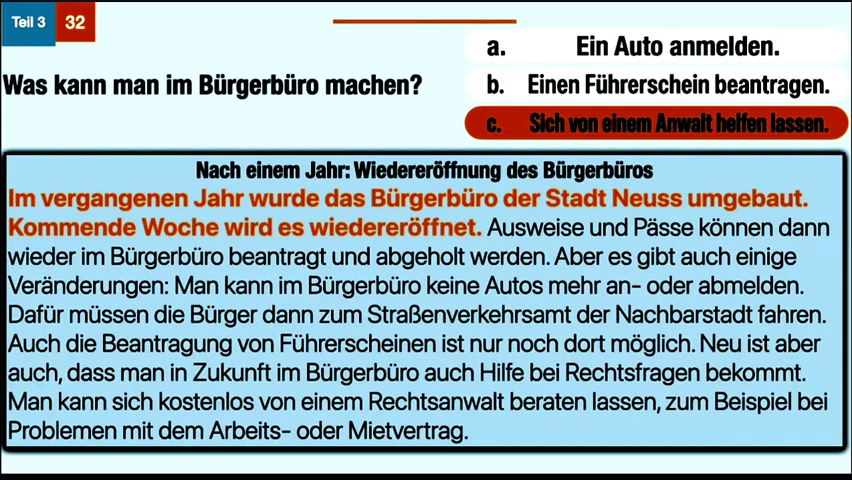 Teil 3
32
a. Ein Auto anmelden.
Was kann man im Bürgerbüro machen?
b. Einen Führerschein beantragen.
c. Sich von einem Anwalt helfen lassen.
Nach einem Jahr: Wiedereröffnung des Bürgerbüros
Im vergangenen Jahr wurde das Bürgerbüro der Stadt Neuss umgebaut.
Kommende Woche wird es wiedereröffnet. Ausweise und Pässe können dann
wieder im Bürgerbüro beantragt und abgeholt werden. Aber es gibt auch einige
Veränderungen: Man kann im Bürgerbüro keine Autos mehr an- oder abmelden.
Dafür müssen die Bürger dann zum Straßenverkehrsamt der Nachbarstadt fahren.
Auch die Beantragung von Führerscheinen ist nur noch dort möglich. Neu ist aber
auch, dass man in Zukunft im Bürgerbüro auch Hilfe bei Rechtsfragen bekommt.
Man kann sich kostenlos von einem Rechtsanwalt beraten lassen, zum Beispiel bei
Problemen mit dem Arbeits- oder Mietvertrag.